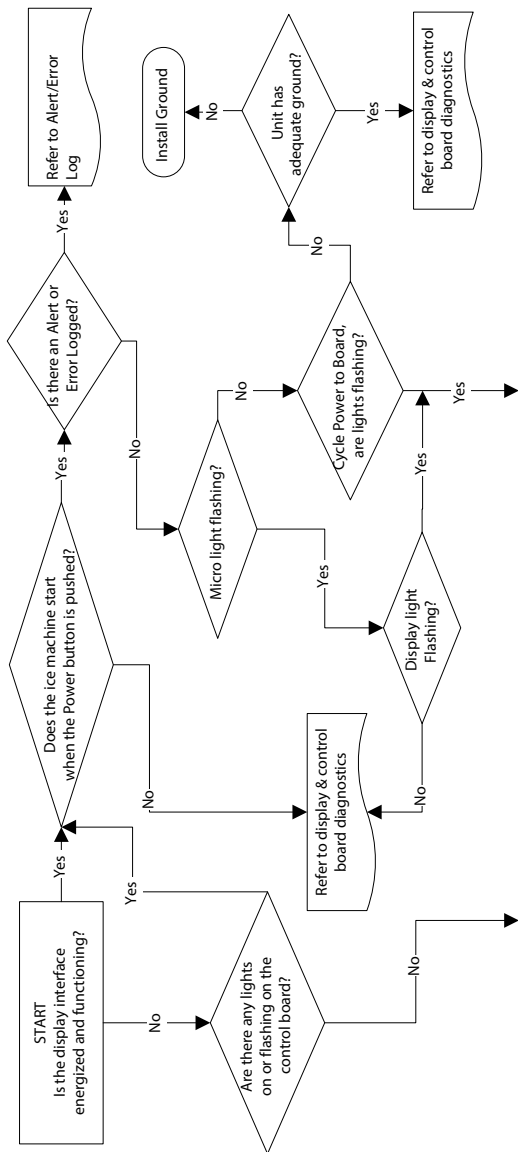 START
Is the display interface
energized and functioning?
Yes
No
Are there any lights
on or flashing on the
control board?
Yes
No
Does the ice machine start
when the Power button is pushed?
Yes
No
Refer to display & control
board diagnostics
Is there an Alert or
Error Logged?
Yes
Refer to Alert/Error
Log
No
Micro light flashing?
No
Yes
Display light
Flashing?
No
Yes
Cycle Power to Board,
are lights flashing?
No
Yes
Unit has
adequate ground?
No
Install Ground
Yes
Refer to display & control
board diagnostics